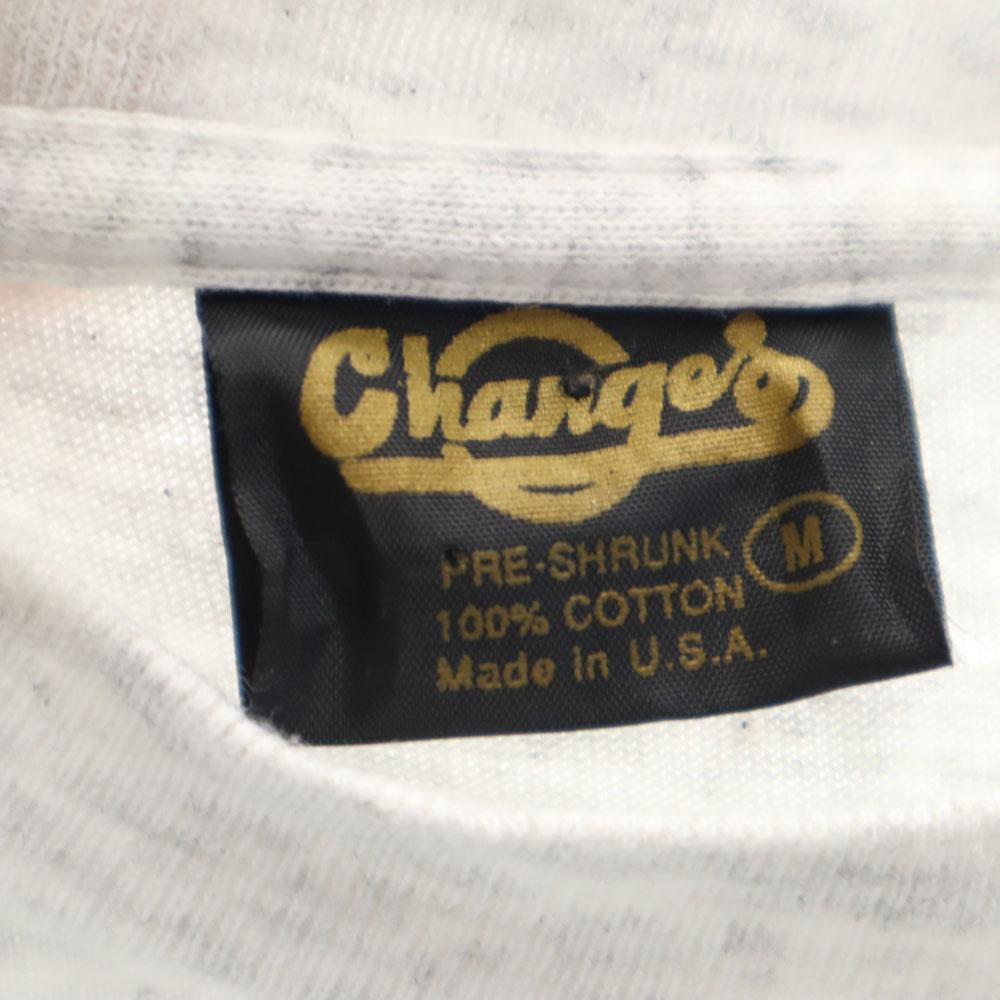 Changes
PRE-SHRUNK
M
100% COTTON
Made in U.S.A.